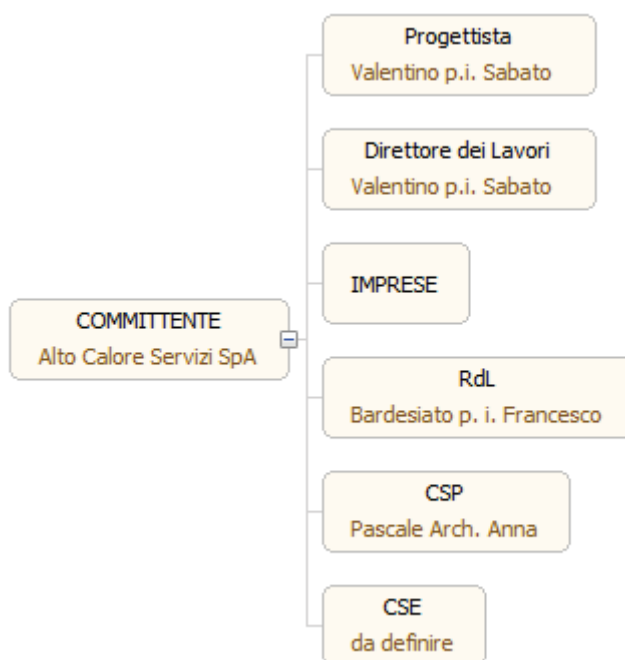 Progettista
Valentino p.i. Sabato
Direttore dei Lavori
Valentino p.i. Sabato
IMPRESE
COMMITTENTE
Alto Calore Servizi SpA
RdL
Bardesiato p. i. Francesco
CSP
Pascale Arch. Anna
CSE
da definire